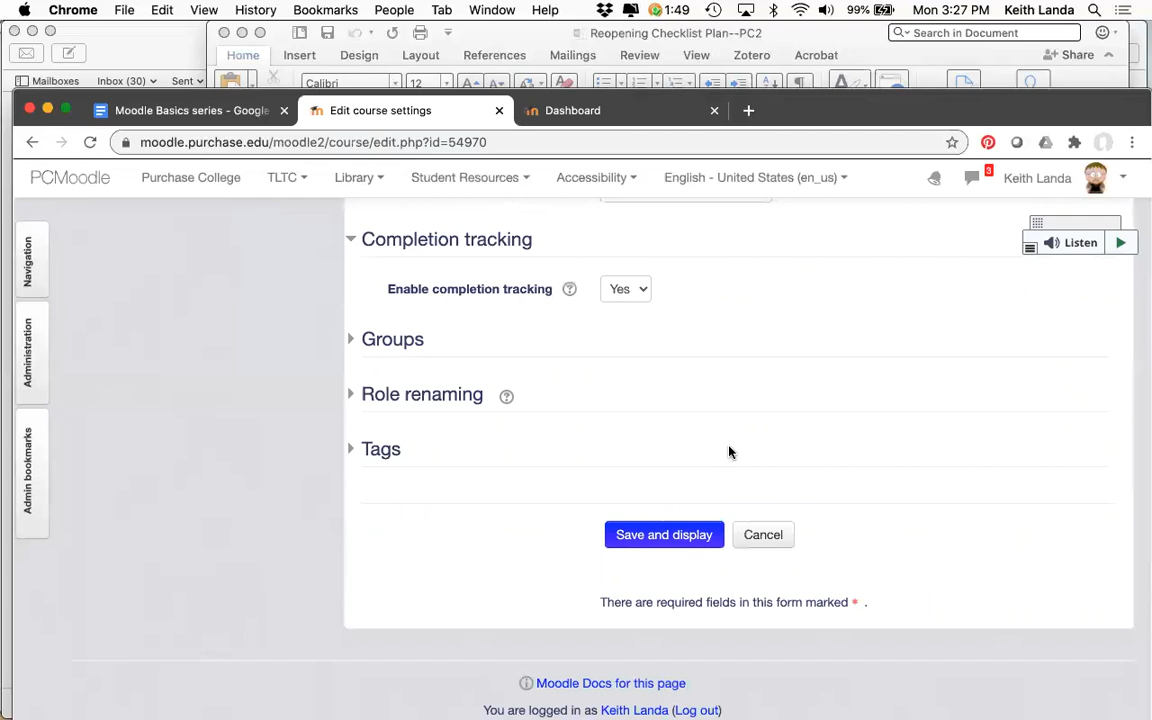 Chrome File Edit View History Bookmarks People Tab Window Help 1:49 99% Mon 3:27 PM Keith Landa
Reopening Checklist Plan--PC2 Search in Document
Home Insert Design Layout References Mailings Review View Zotero Acrobat Share
Mailboxes Inbox (30) Sent Calibri 12
Moodle Basics series - Google Edit course settings Dashboard
moodle.purchase.edu/moodle2/course/edit.php?id=54970
PCMoodle Purchase College TLTC Library Student Resources Accessibility English - United States (en_us) 3 Keith Landa
Navigation
Administration
Admin bookmarks
Listen
Completion tracking
Enable completion tracking Yes
Groups
Role renaming
Tags
Save and display Cancel
There are required fields in this form marked * .
Moodle Docs for this page
You are logged in as Keith Landa (Log out)